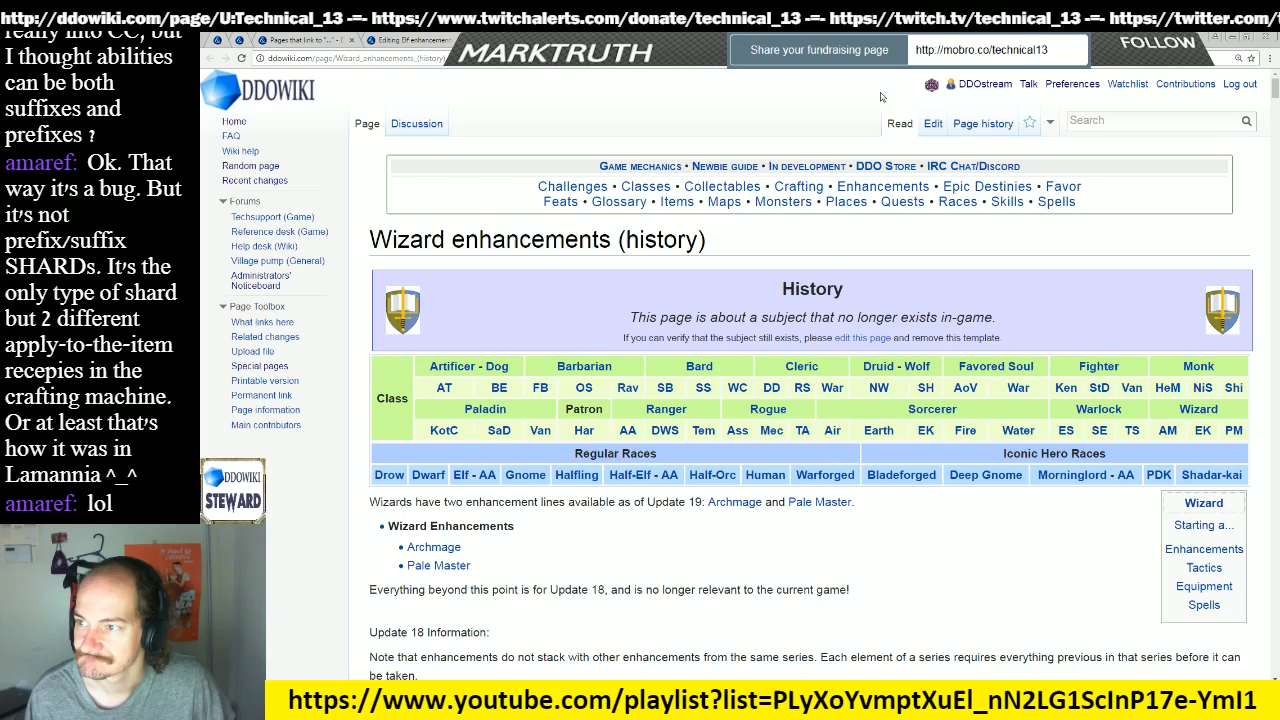 http://ddowiki.com/page/U:Technical_13 -=- https://www.twitchalerts.com/donate/technical_13 -=- https://twitch.tv/technical_13 -=- https://twitter.com/
really into CC, but
I thought abilities
can be both
suffixes and
prefixes ?
amaref: Ok. That
way it's a bug. But
it's not
prefix/suffix
SHARDs. It's the
only type of shard
but 2 different
apply-to-the-item
recepies in the
crafting machine.
Or at least that's
how it was in
Lamannia ^_^
amaref: lol
Pages that link to "..."
Editing Elf enhancem
ddowiki.com/page/Wizard_enhancements_(history)
MARKTRUTH
Share your fundraising page
http://mobro.co/technical13
FOLLOW
DDOWIKI
DDOstream Talk Preferences Watchlist Contributions Log out
Page Discussion
Read Edit Page history
Search
Home
FAQ
Wiki help
Random page
Recent changes
Forums
Techsupport (Game)
Reference desk (Game)
Help desk (Wiki)
Village pump (General)
Administrators'
Noticeboard
Page Toolbox
What links here
Related changes
Upload file
Special pages
Printable version
Permanent link
Page information
Main contributors
DDOWIKI
STEWARD
Game mechanics • Newbie guide • In development • DDO Store • IRC Chat/Discord
Challenges • Classes • Collectables • Crafting • Enhancements • Epic Destinies • Favor
Feats • Glossary • Items • Maps • Monsters • Places • Quests • Races • Skills • Spells
Wizard enhancements (history)
History
This page is about a subject that no longer exists in-game.
If you can verify that the subject still exists, please edit this page and remove this template.
Class
Artificer - Dog Barbarian Bard Cleric Druid - Wolf Favored Soul Fighter Monk
AT BE FB OS Rav SB SS WC DD RS War NW SH AoV War Ken StD Van HeM NiS Shi
Paladin Patron Ranger Rogue Sorcerer Warlock Wizard
KotC SaD Van Har AA DWS Tem Ass Mec TA Air Earth EK Fire Water ES SE TS AM EK PM
Regular Races Iconic Hero Races
Drow Dwarf Elf - AA Gnome Halfling Half-Elf - AA Half-Orc Human Warforged Bladeforged Deep Gnome Morninglord - AA PDK Shadar-kai
Wizards have two enhancement lines available as of Update 19: Archmage and Pale Master.
• Wizard Enhancements
• Archmage
• Pale Master
Everything beyond this point is for Update 18, and is no longer relevant to the current game!
Update 18 Information:
Note that enhancements do not stack with other enhancements from the same series. Each element of a series requires everything previous in that series before it can
be taken.
Wizard
Starting a...
Enhancements
Tactics
Equipment
Spells
https://www.youtube.com/playlist?list=PLyXoYvmptXuEl_nN2LG1ScInP17e-YmI1